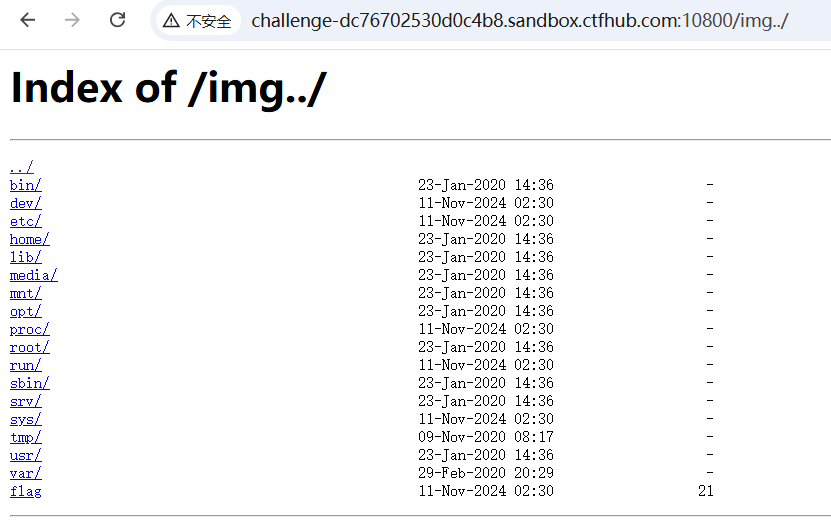 不安全 challenge-dc76702530d0c4b8.sandbox.ctfhub.com:10800/img../
Index of /img../
../
bin/ 23-Jan-2020 14:36 -
dev/ 11-Nov-2024 02:30 -
etc/ 11-Nov-2024 02:30 -
home/ 23-Jan-2020 14:36 -
lib/ 23-Jan-2020 14:36 -
media/ 23-Jan-2020 14:36 -
mnt/ 23-Jan-2020 14:36 -
opt/ 23-Jan-2020 14:36 -
proc/ 11-Nov-2024 02:30 -
root/ 23-Jan-2020 14:36 -
run/ 11-Nov-2024 02:30 -
sbin/ 23-Jan-2020 14:36 -
srv/ 23-Jan-2020 14:36 -
sys/ 11-Nov-2024 02:30 -
tmp/ 09-Nov-2020 08:17 -
usr/ 23-Jan-2020 14:36 -
var/ 29-Feb-2020 20:29 -
flag 11-Nov-2024 02:30 21